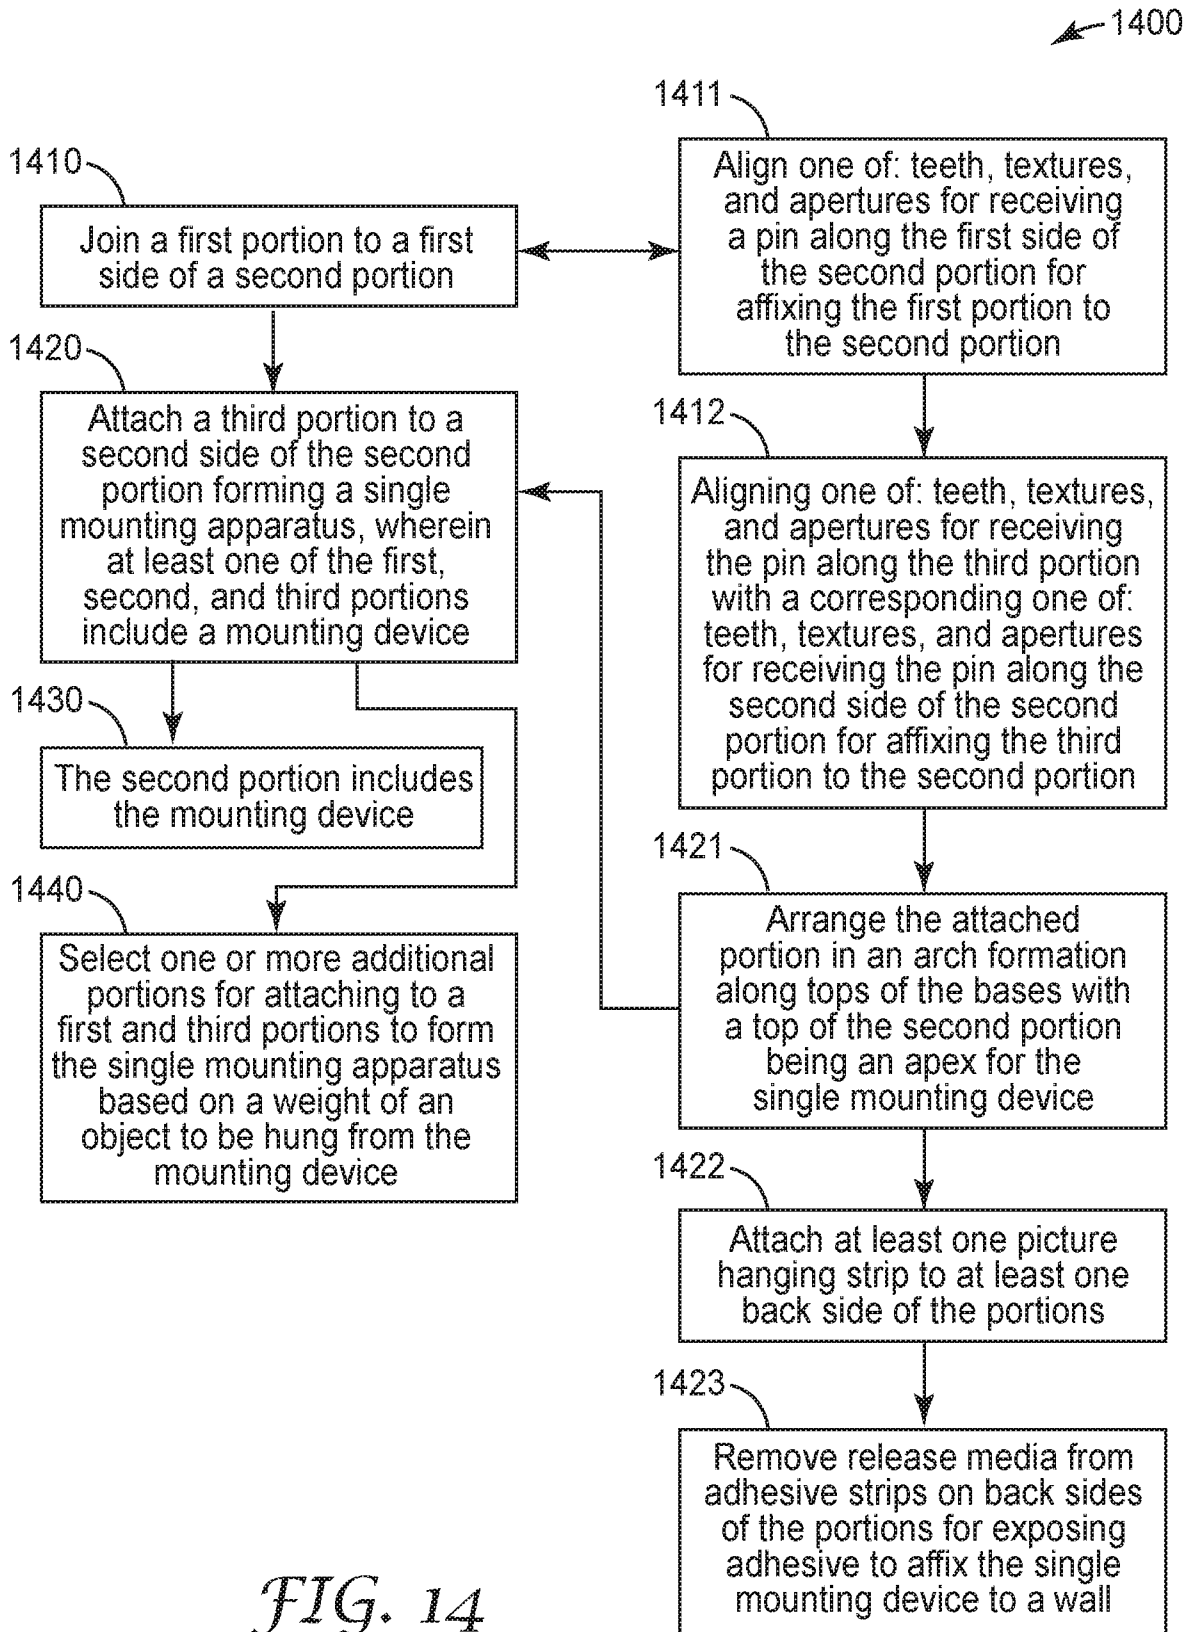 1400
1410
Join a first portion to a first
side of a second portion
1420
Attach a third portion to a
second side of the second
portion forming a single
mounting apparatus, wherein
at least one of the first,
second, and third portions
include a mounting device
1430
The second portion includes
the mounting device
1440
Select one or more additional
portions for attaching to a
first and third portions to form
the single mounting apparatus
based on a weight of an
object to be hung from the
mounting device
1411
Align one of: teeth, textures,
and apertures for receiving
a pin along the first side of
the second portion for
affixing the first portion to
the second portion
1412
Aligning one of: teeth, textures,
and apertures for receiving
the pin along the third portion
with a corresponding one of:
teeth, textures, and apertures
for receiving the pin along the
second side of the second
portion for affixing the third
portion to the second portion
1421
Arrange the attached
portion in an arch formation
along tops of the bases with
a top of the second portion
being an apex for the
single mounting device
1422
Attach at least one picture
hanging strip to at least one
back side of the portions
1423
Remove release media from
adhesive strips on back sides
of the portions for exposing
adhesive to affix the single
mounting device to a wall
FIG. 14